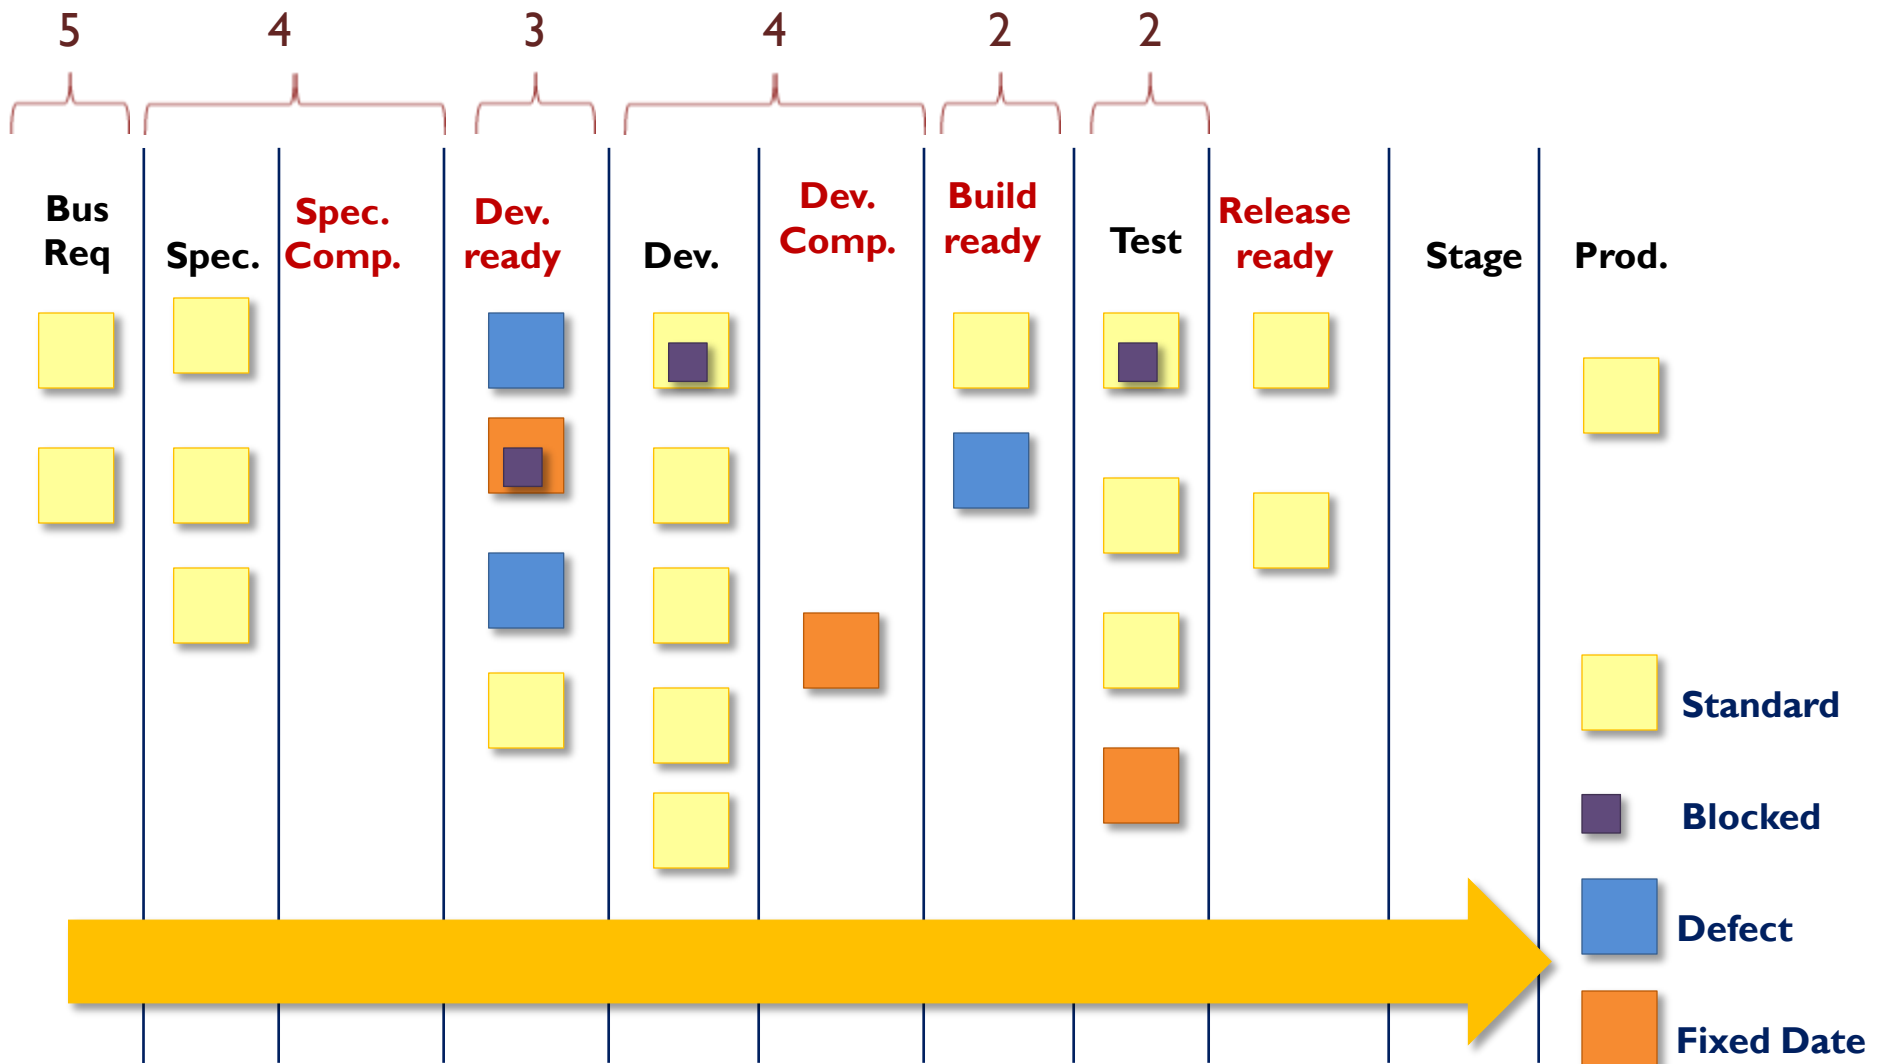 5
4
3
4
2
2
Bus
Req
Spec.
Spec.
Comp.
Dev.
ready
Dev.
Dev.
Comp.
Build
ready
Test
Release
ready
Stage
Prod.
Standard
Blocked
Defect
Fixed Date